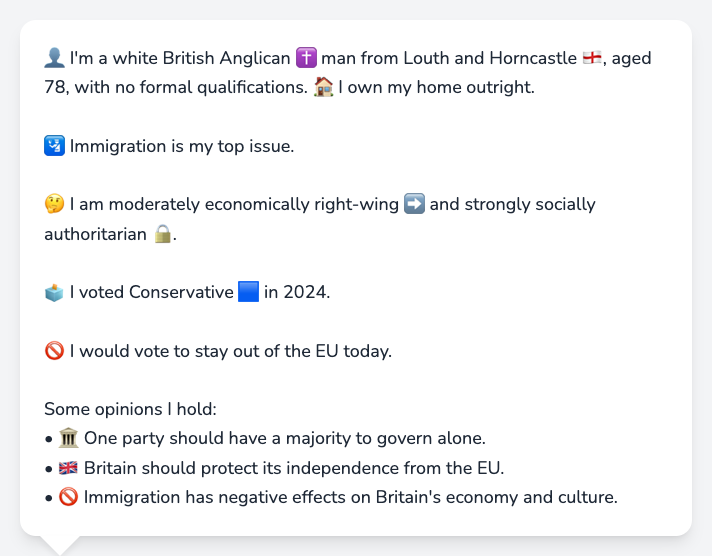 👤 I'm a white British Anglican ✝️ man from Louth and Horncastle 🏴󠁧󠁢󠁥󠁮󠁧󠁿, aged
78, with no formal qualifications. 🏠 I own my home outright.
🛂 Immigration is my top issue.
🤔 I am moderately economically right-wing ➡️ and strongly socially
authoritarian 🔒.
🗳️ I voted Conservative 🟦 in 2024.
🚫 I would vote to stay out of the EU today.
Some opinions I hold:
• 🏛️ One party should have a majority to govern alone.
• 🇬🇧 Britain should protect its independence from the EU.
• 🚫 Immigration has negative effects on Britain's economy and culture.